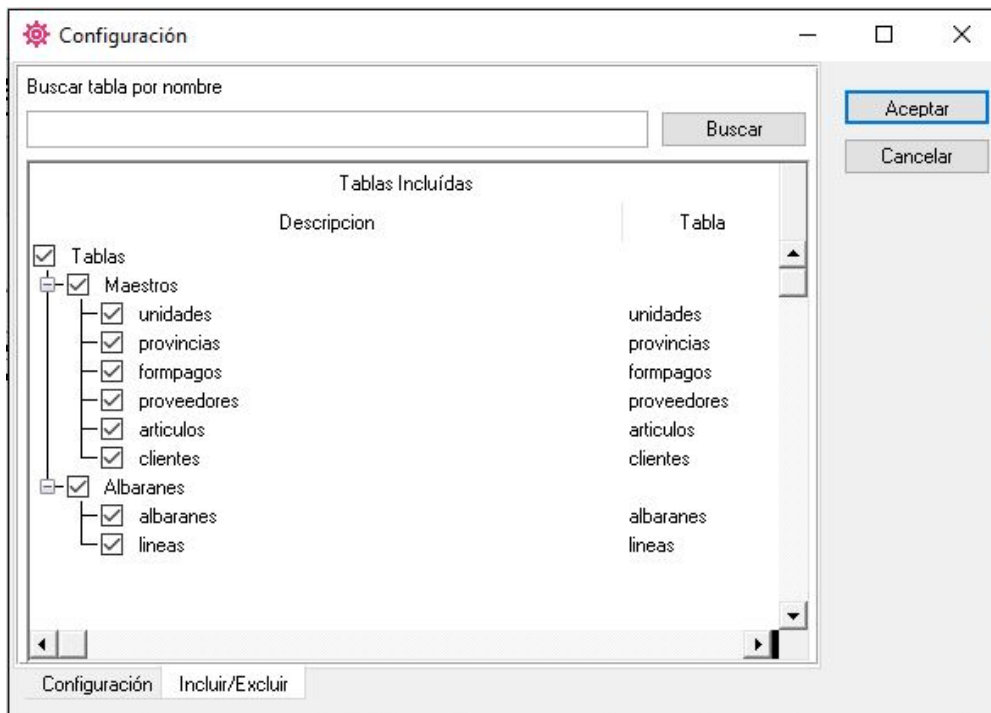 Configuración
Buscar tabla por nombre
Aceptar
Buscar
Cancelar
Tablas Incluídas
Descripcion Tabla
Tablas
Maestros
unidades unidades
provincias provincias
formpagos formpagos
proveedores proveedores
articulos articulos
clientes clientes
Albaranes
albaranes albaranes
lineas lineas
Configuración Incluir/Excluir